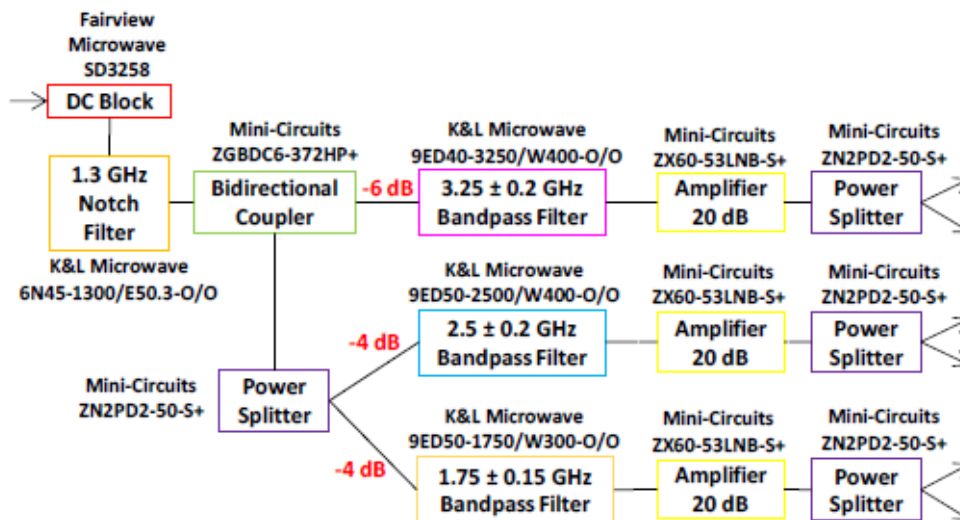 Fairview
Microwave
SD3258
DC Block
1.3 GHz
Notch
Filter
K&L Microwave
6N45-1300/E50.3-O/O
Mini-Circuits
ZGBDC6-372HP+
Bidirectional
Coupler
-6 dB
K&L Microwave
9ED40-3250/W400-O/O
3.25 ± 0.2 GHz
Bandpass Filter
Mini-Circuits
ZX60-53LNB-S+
Amplifier
20 dB
Mini-Circuits
ZN2PD2-50-S+
Power
Splitter
Mini-Circuits
ZN2PD2-50-S+
Power
Splitter
-4 dB
K&L Microwave
9ED50-2500/W400-O/O
2.5 ± 0.2 GHz
Bandpass Filter
Mini-Circuits
ZX60-53LNB-S+
Amplifier
20 dB
Mini-Circuits
ZN2PD2-50-S+
Power
Splitter
-4 dB
K&L Microwave
9ED50-1750/W300-O/O
1.75 ± 0.15 GHz
Bandpass Filter
Mini-Circuits
ZX60-53LNB-S+
Amplifier
20 dB
Mini-Circuits
ZN2PD2-50-S+
Power
Splitter